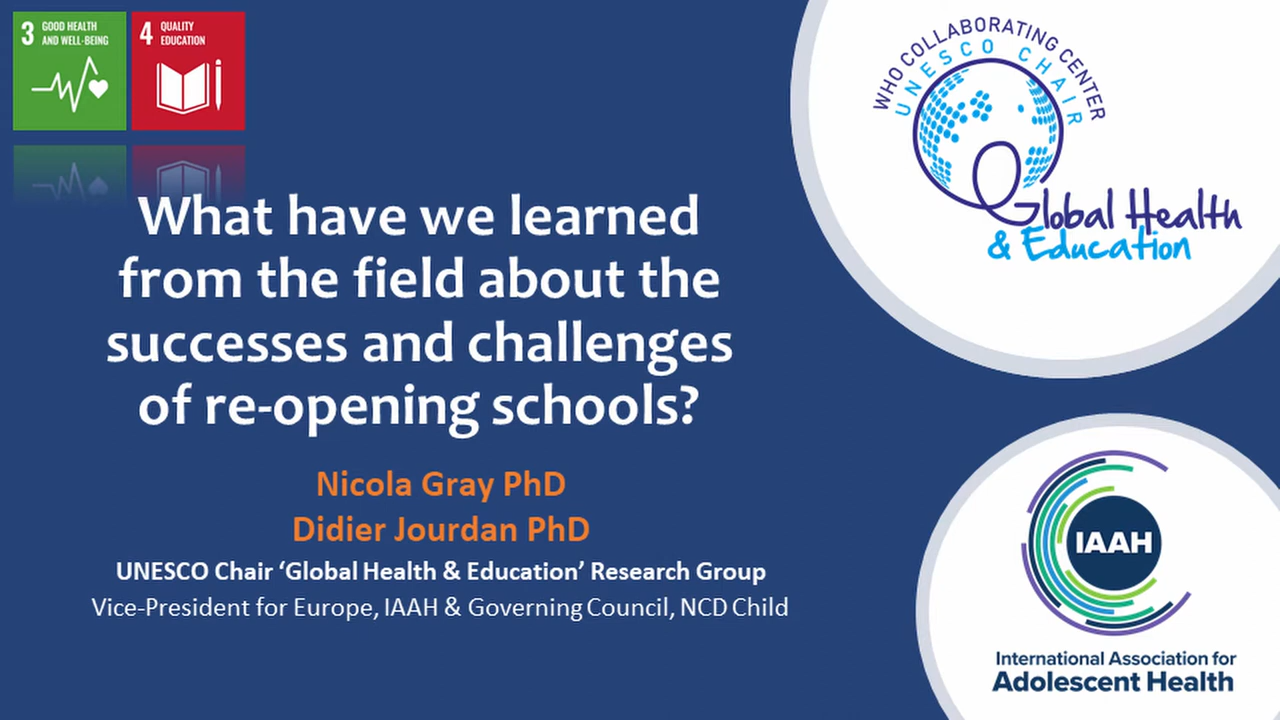 3 GOOD HEALTH
AND WELL-BEING
4 QUALITY
EDUCATION
WHO COLLABORATING CENTER
UNESCO CHAIR
Global Health
& Education
What have we learned
from the field about the
successes and challenges
of re-opening schools?
Nicola Gray PhD
Didier Jourdan PhD
UNESCO Chair ‘Global Health & Education’ Research Group
Vice-President for Europe, IAAH & Governing Council, NCD Child
IAAH
International Association for
Adolescent Health